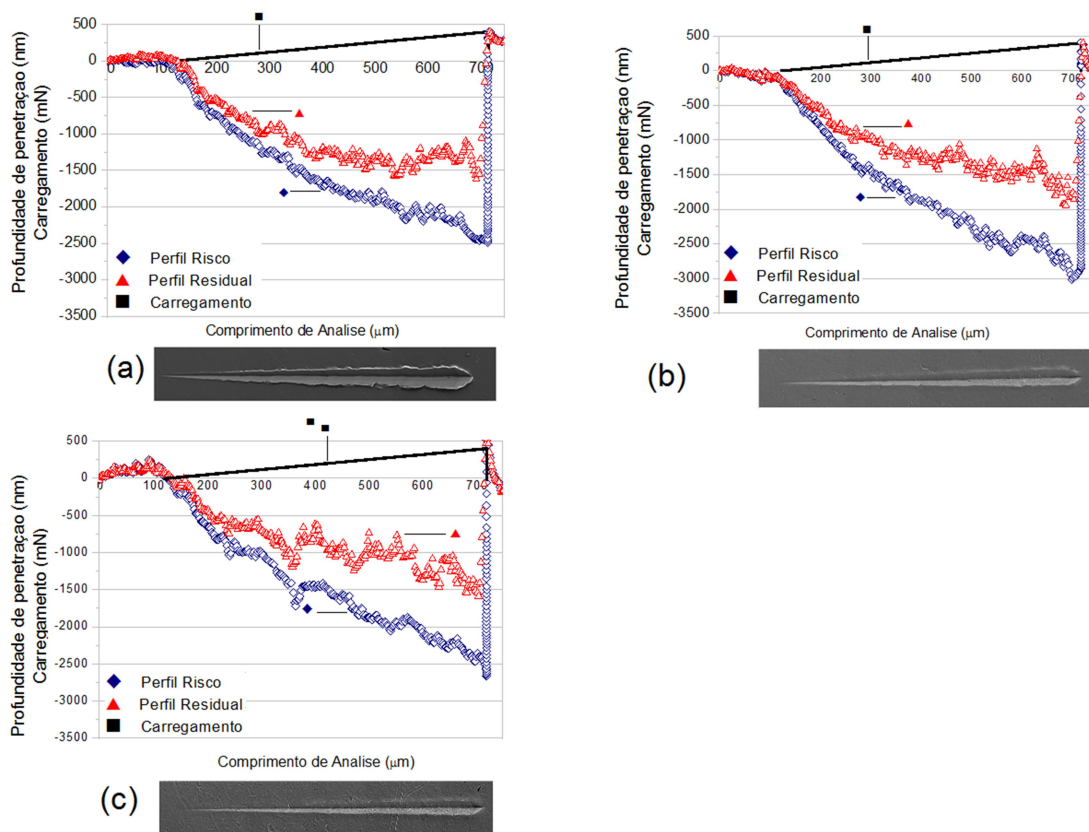 Profundidade de penetraçao (nm)
Carregamento (mN)
500
0
-500
-1000
-1500
-2000
-2500
-3000
-3500
0 100 200 300 400 500 600 700
Perfil Risco
Perfil Residual
Carregamento
Comprimento de Analise (μm)
(a)
Profundidade de penetraçao (nm)
Carregamento (mN)
500
0
-500
-1000
-1500
-2000
-2500
-3000
-3500
0 100 200 300 400 500 600 700
Perfil Risco
Perfil Residual
Carregamento
Comprimento de Analise (μm)
(b)
Profundidade de penetraçao (nm)
Carregamento (mN)
500
0
-500
-1000
-1500
-2000
-2500
-3000
-3500
0 100 200 300 400 500 600 700
Perfil Risco
Perfil Residual
Carregamento
Comprimento de Analise (μm)
(c)